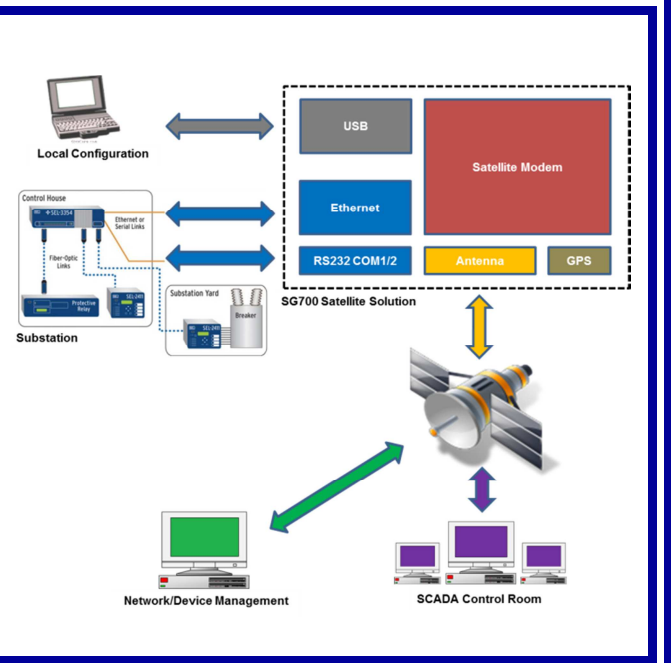 USB
Satellite Modem
Local Configuration
Ethernet
Control House
SEL-3354
Ethernet or
Serial Links
Fiber-Optic
Links
RS232 COM1/2
Antenna
GPS
SG700 Satellite Solution
Protective
Relay
SEL-2411
Substation Yard
Breaker
SEL-2411
Substation
Network/Device Management
SCADA Control Room